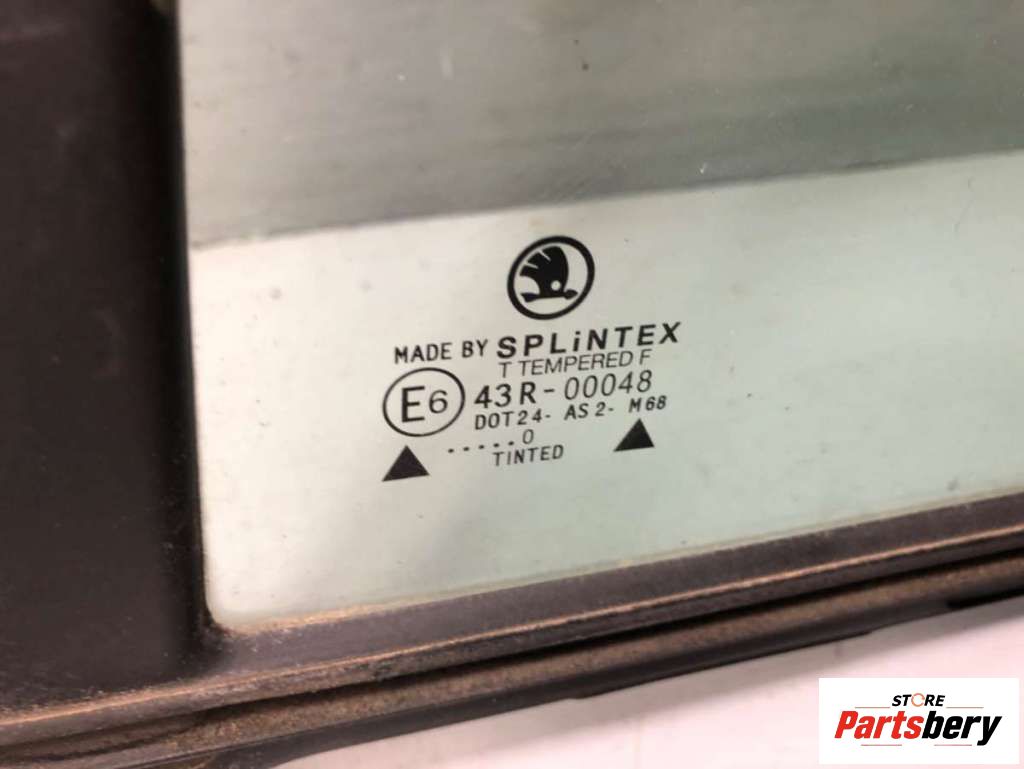 MADE BY SPLiNTEX
T TEMPERED F
E6 43R-00048
DOT24- AS2- M68
.....0
TINTED
STORE
Partsbery